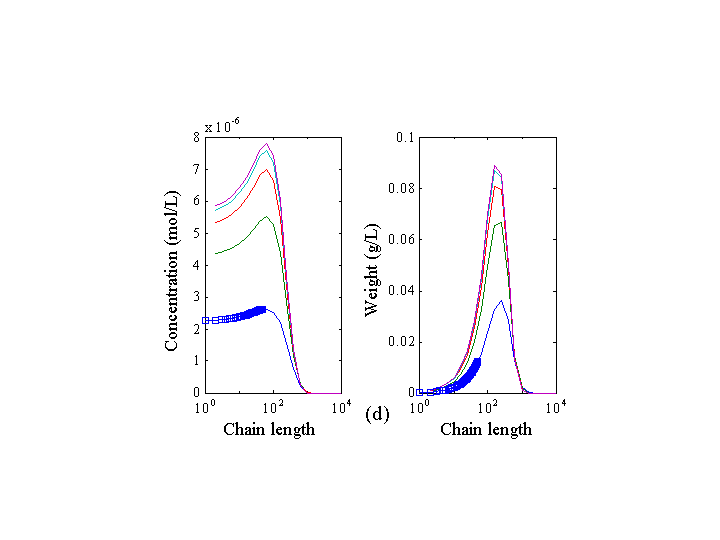 x 10-6
8
7
6
5
4
3
2
1
0
100 102 104
Chain length
Concentration (mol/L)
(d)
0.1
0.08
0.06
0.04
0.02
0
100 102 104
Chain length
Weight (g/L)